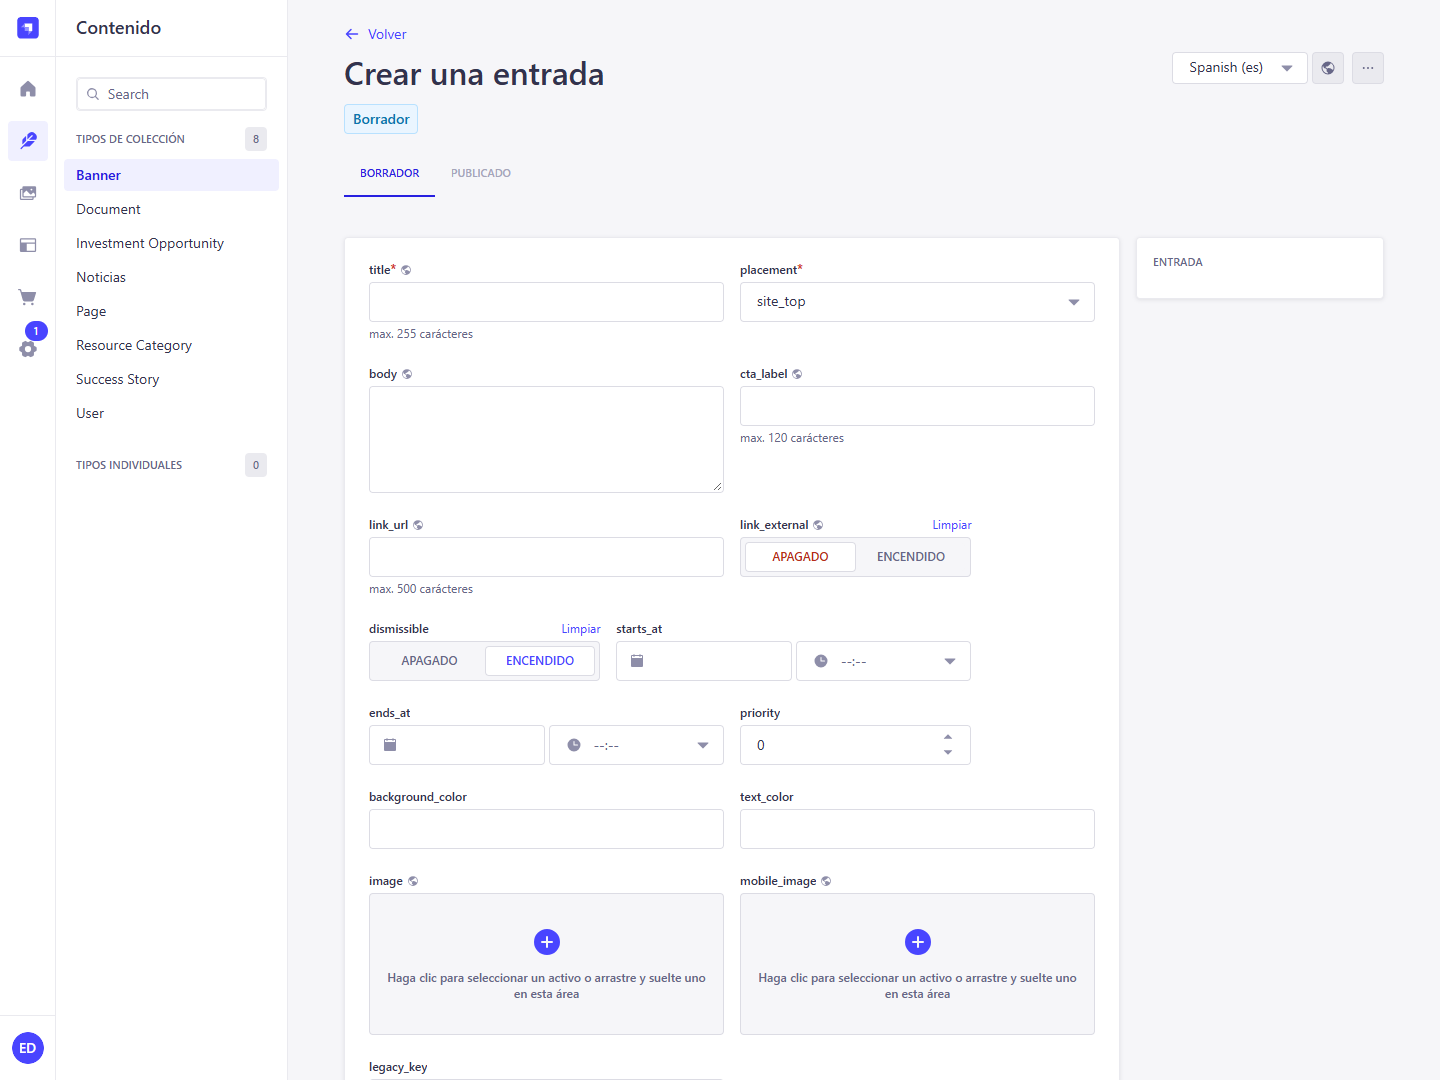 Contenido
Search
TIPOS DE COLECCIÓN
8
Banner
Document
Investment Opportunity
Noticias
Page
Resource Category
Success Story
User
TIPOS INDIVIDUALES
0
1
ED
Volver
Crear una entrada
Borrador
Spanish (es)
BORRADOR
PUBLICADO
ENTRADA
title*
max. 255 carácteres
placement*
site_top
body
cta_label
max. 120 carácteres
link_url
max. 500 carácteres
link_external
Limpiar
APAGADO
ENCENDIDO
dismissible
Limpiar
APAGADO
ENCENDIDO
starts_at
--:--
ends_at
--:--
priority
0
background_color
text_color
image
Haga clic para seleccionar un activo o arrastre y suelte uno
en esta área
mobile_image
Haga clic para seleccionar un activo o arrastre y suelte uno
en esta área
legacy_key